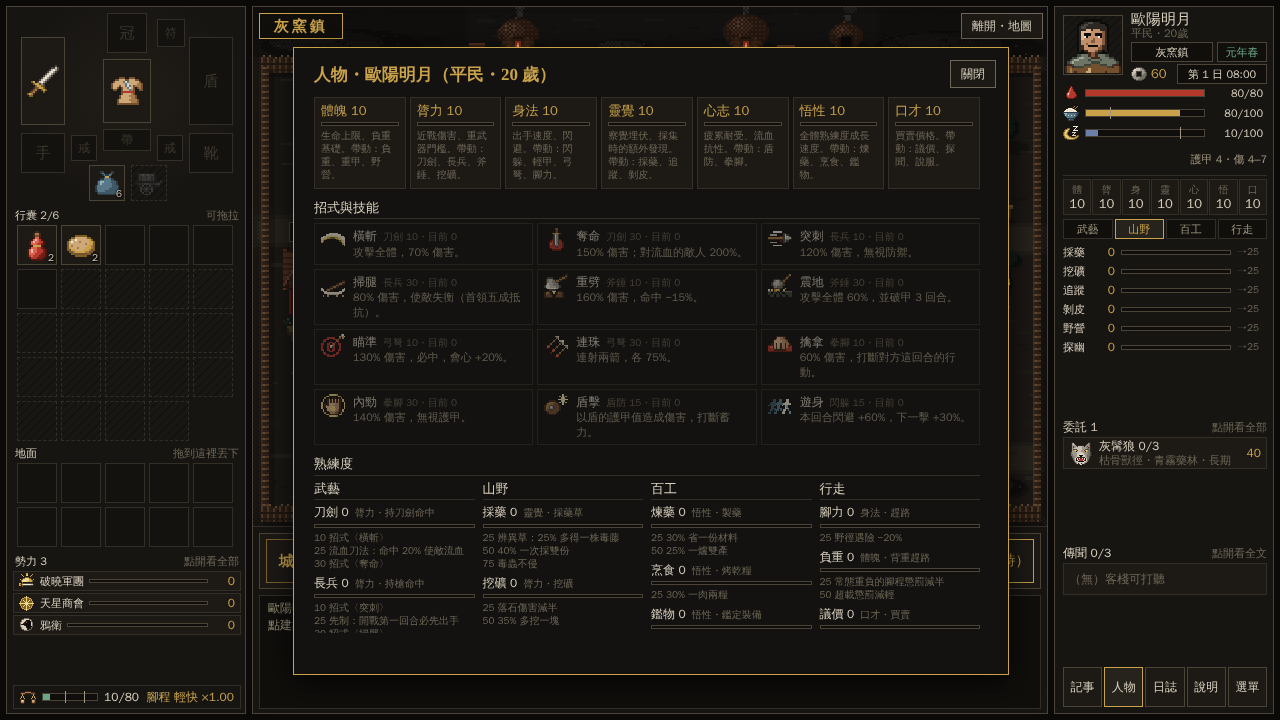 冠
符
盾
手
戒
帶
戒
靴
6
行囊 2/6
可拖拉
2
2
地面
拖到這裡丟下
勢力 3
點開看全部
破曉軍團
0
天星商會
0
鴉衛
0
10/80
腳程 輕快 ×1.00
灰窯鎮
離開・地圖
人物・歐陽明月（平民・20 歲）
關閉
體魄 10
生命上限、負重
基礎。帶動：負
重、重甲、野
營。
膂力 10
近戰傷害、重武
器門檻。帶動：
刀劍、長兵、斧
錘、挖礦。
身法 10
出手速度、閃
避。帶動：閃
躲、輕甲、弓
弩、腳力。
靈覺 10
察覺埋伏、採集
時的額外發現。
帶動：採藥、追
蹤、剝皮。
心志 10
疲累耐受、流血
抗性。帶動：盾
防、拳腳。
悟性 10
全體熟練度成長
速度。帶動：煉
藥、烹食、鑑
物。
口才 10
買賣價格。帶
動：議價、探
聞、說服。
招式與技能
橫斬 刀劍 10・目前 0
攻擊全體，70% 傷害。
奪命 刀劍 30・目前 0
150% 傷害；對流血的敵人 200%。
突刺 長兵 10・目前 0
120% 傷害，無視防禦。
掃腿 長兵 30・目前 0
80% 傷害，使敵失衡（首領五成抵
抗）。
重劈 斧錘 10・目前 0
160% 傷害，命中 −15%。
震地 斧錘 30・目前 0
攻擊全體 60%，並破甲 3 回合。
瞄準 弓弩 10・目前 0
130% 傷害，必中，會心 +20%。
連珠 弓弩 30・目前 0
連射兩箭，各 75%。
擒拿 拳腳 10・目前 0
60% 傷害，打斷對方這回合的行
動。
內勁 拳腳 30・目前 0
140% 傷害，無視護甲。
盾擊 盾防 15・目前 0
以盾的護甲值造成傷害，打斷蓄
力。
遊身 閃躲 15・目前 0
本回合閃避 +60%，下一擊 +30%。
熟練度
武藝
刀劍 0 膂力・持刀劍命中
10 招式〈橫斬〉
25 流血刀法：命中 20% 使敵流血
30 招式〈奪命〉
長兵 0 膂力・持槍命中
10 招式〈突刺〉
25 先制：開戰第一回合必先出手
山野
採藥 0 靈覺・採藥草
25 辨異草：25% 多得一株毒藤
50 40% 一次採雙份
75 毒蟲不侵
挖礦 0 膂力・挖礦
25 落石傷害減半
50 35% 多挖一塊
百工
煉藥 0 悟性・製藥
25 30% 省一份材料
50 25% 一爐雙產
烹食 0 悟性・烤乾糧
25 30% 一肉兩糧
鑑物 0 悟性・鑑定裝備
行走
腳力 0 身法・趕路
25 野徑遇險 −20%
負重 0 體魄・背重趕路
25 常態重負的腳程懲罰減半
50 超載懲罰減輕
議價 0 口才・買賣
城
時）
歐陽
點建
歐陽明月
平民・20歲
灰窯鎮
元年春
60
第 1 日 08:00
80/80
80/100
10/100
護甲 4・傷 4–7
體 膂 身 靈 心 悟 口
10 10 10 10 10 10 10
武藝
山野
百工
行走
採藥 0 →25
挖礦 0 →25
追蹤 0 →25
剝皮 0 →25
野營 0 →25
探幽 0 →25
委託 1
點開看全部
灰髯狼 0/3
枯骨獸徑・青霧藥林・長期
40
傳聞 0/3
點開看全文
（無）客棧可打聽
記事
人物
日誌
說明
選單